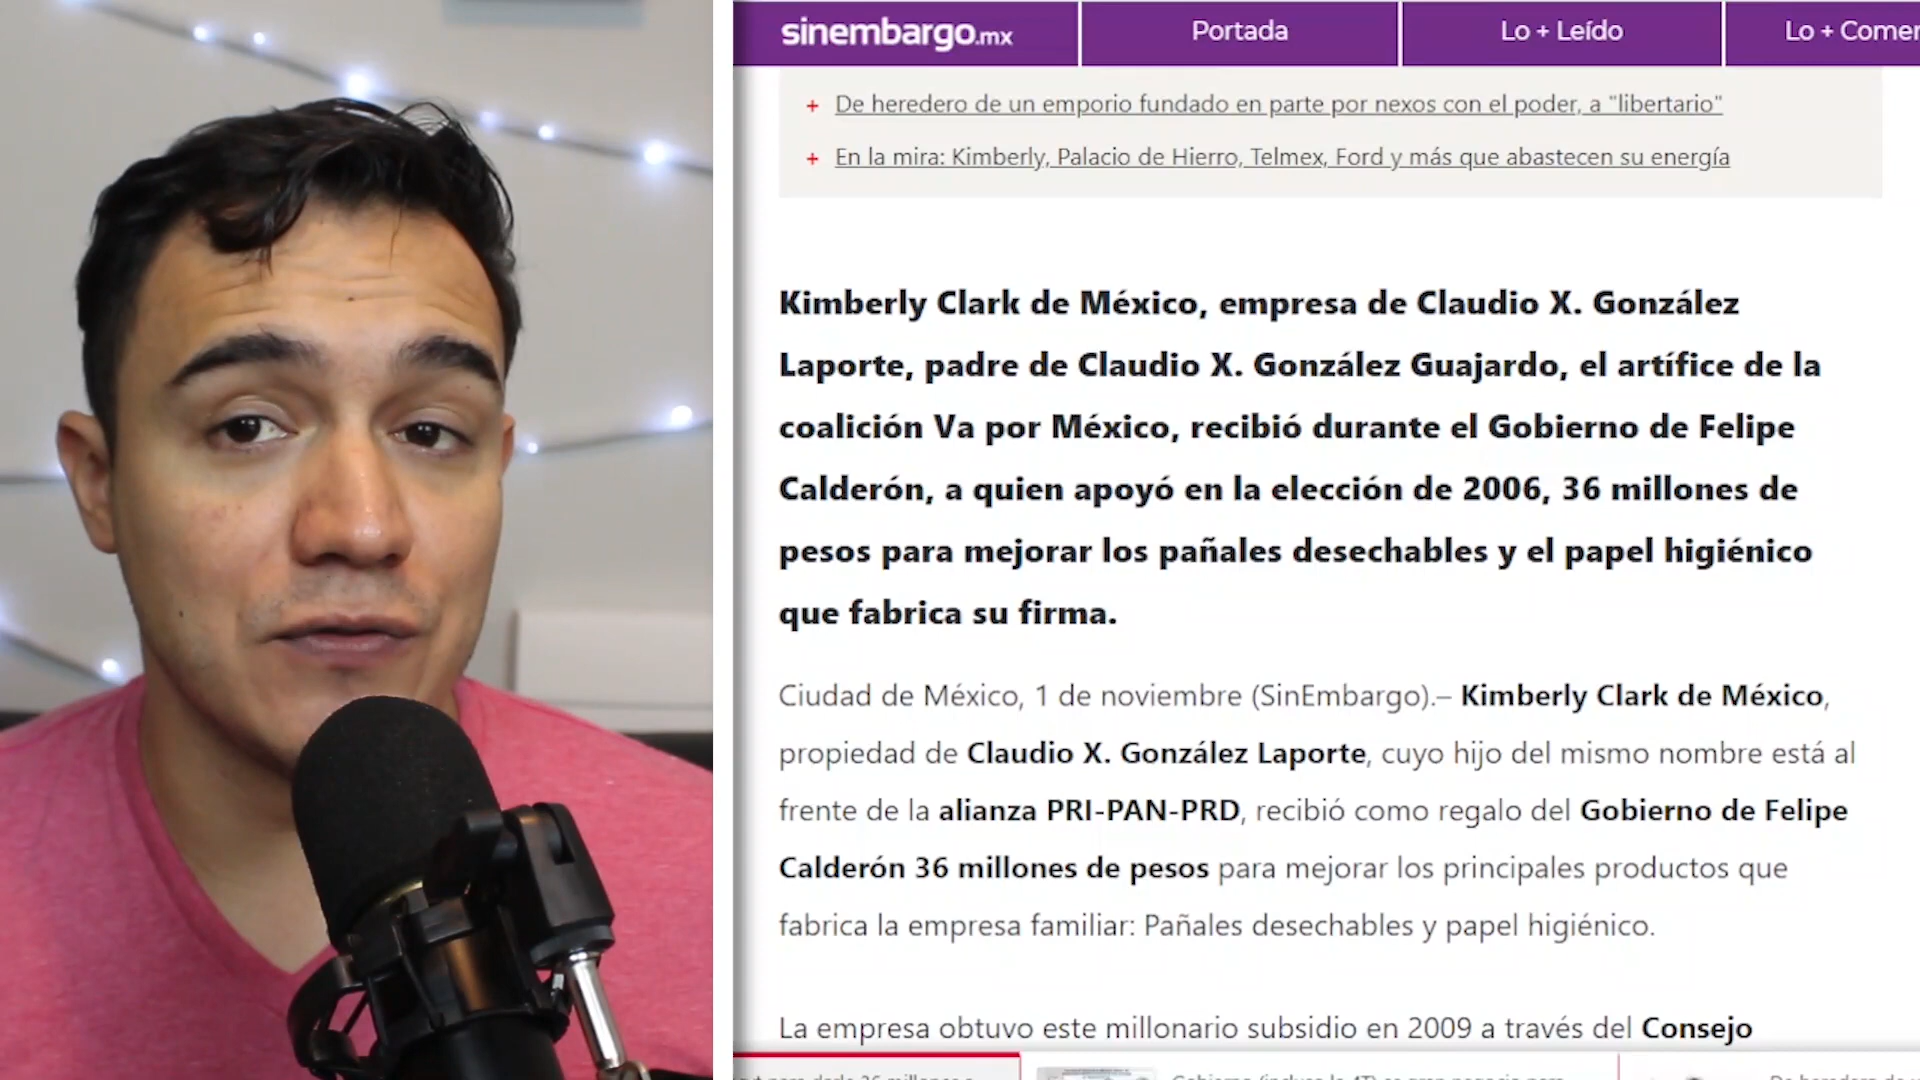 sinembargo.mx
Portada
Lo + Leído
Lo + Comer
+ De heredero de un emporio fundado en parte por nexos con el poder, a "libertario"
+ En la mira: Kimberly, Palacio de Hierro, Telmex, Ford y más que abastecen su energía
Kimberly Clark de México, empresa de Claudio X. González
Laporte, padre de Claudio X. González Guajardo, el artífice de la
coalición Va por México, recibió durante el Gobierno de Felipe
Calderón, a quien apoyó en la elección de 2006, 36 millones de
pesos para mejorar los pañales desechables y el papel higiénico
que fabrica su firma.
Ciudad de México, 1 de noviembre (SinEmbargo).– Kimberly Clark de México,
propiedad de Claudio X. González Laporte, cuyo hijo del mismo nombre está al
frente de la alianza PRI-PAN-PRD, recibió como regalo del Gobierno de Felipe
Calderón 36 millones de pesos para mejorar los principales productos que
fabrica la empresa familiar: Pañales desechables y papel higiénico.
La empresa obtuvo este millonario subsidio en 2009 a través del Consejo